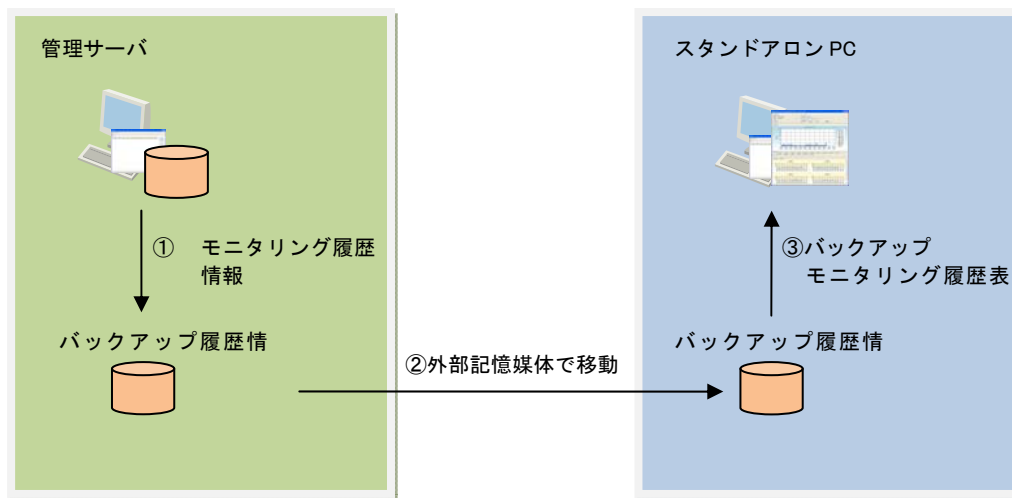 管理サーバ
① モニタリング履歴
情報
バックアップ履歴情
②外部記憶媒体で移動
スタンドアロン PC
③バックアップ
モニタリング履歴表
バックアップ履歴情